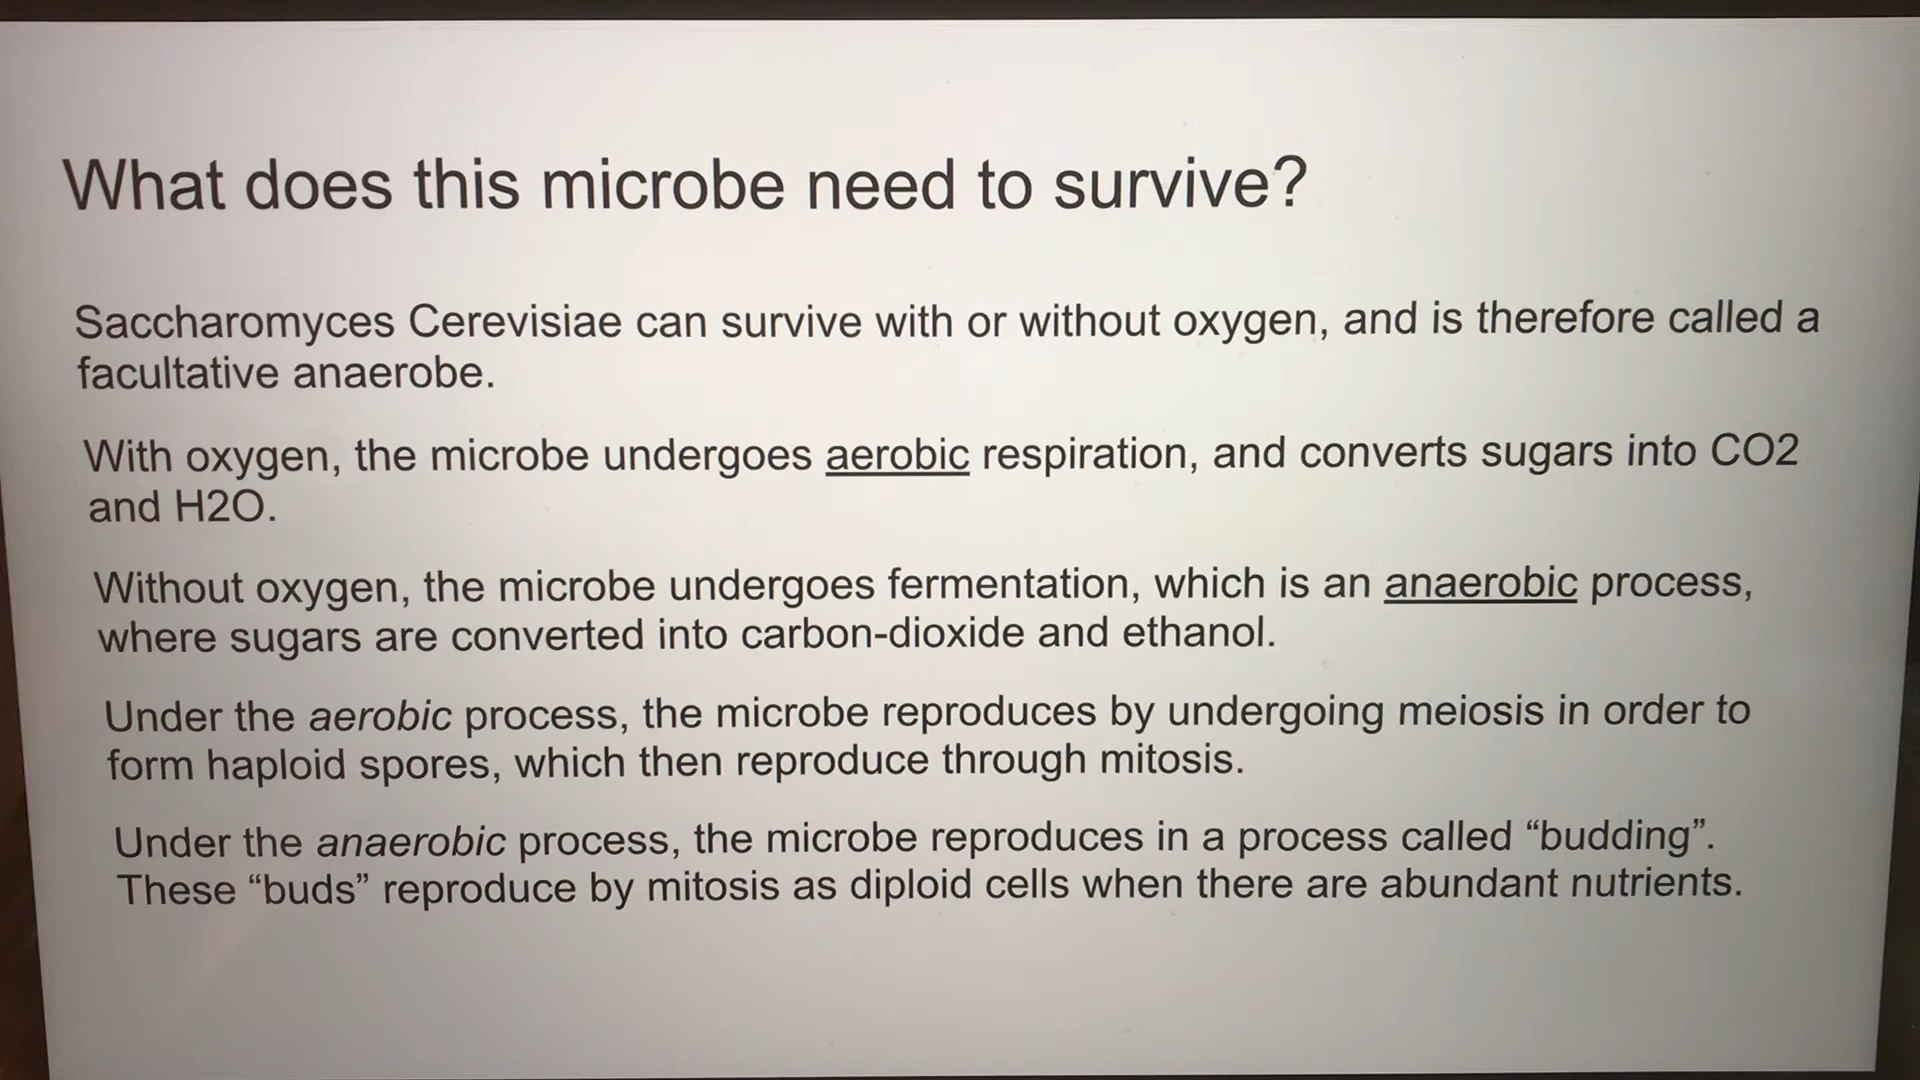 What does this microbe need to survive?
Saccharomyces Cerevisiae can survive with or without oxygen, and is therefore called a
facultative anaerobe.
With oxygen, the microbe undergoes aerobic respiration, and converts sugars into CO2
and H2O.
Without oxygen, the microbe undergoes fermentation, which is an anaerobic process,
where sugars are converted into carbon-dioxide and ethanol.
Under the aerobic process, the microbe reproduces by undergoing meiosis in order to
form haploid spores, which then reproduce through mitosis.
Under the anaerobic process, the microbe reproduces in a process called “budding”.
These “buds” reproduce by mitosis as diploid cells when there are abundant nutrients.